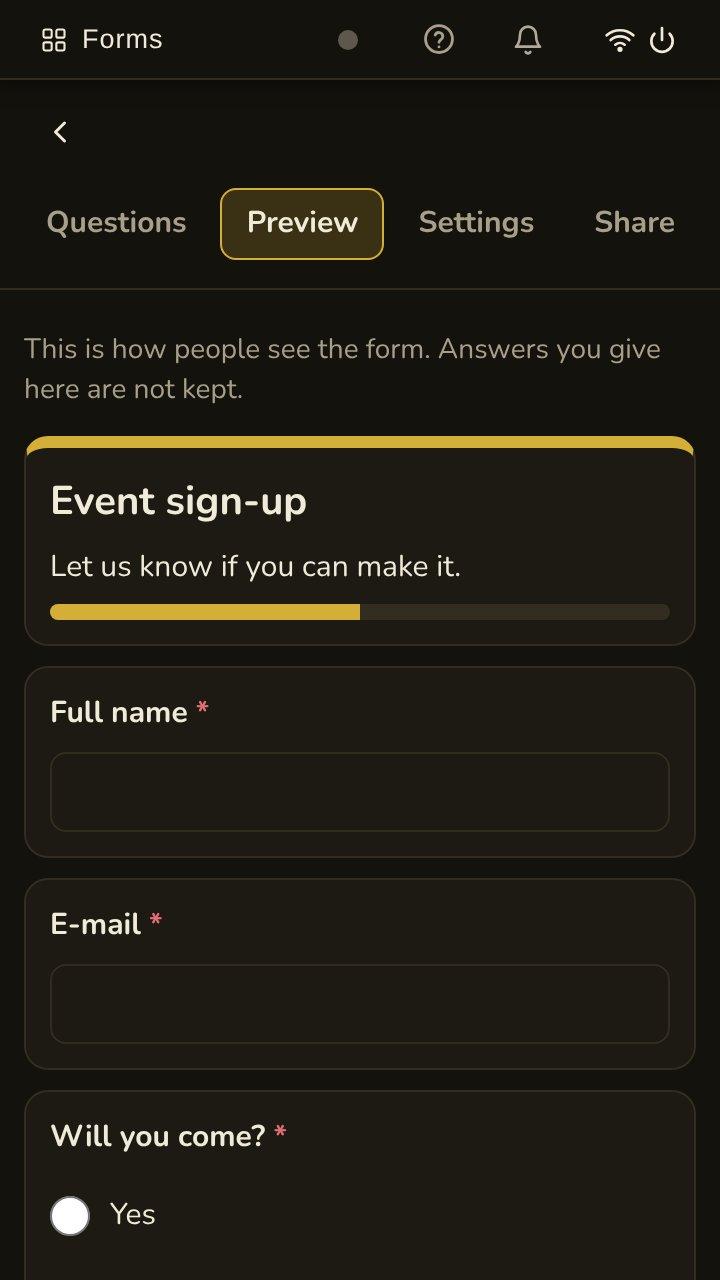 Forms
Questions
Preview
Settings
Share
This is how people see the form. Answers you give
here are not kept.
Event sign-up
Let us know if you can make it.
Full name *
E-mail *
Will you come? *
Yes